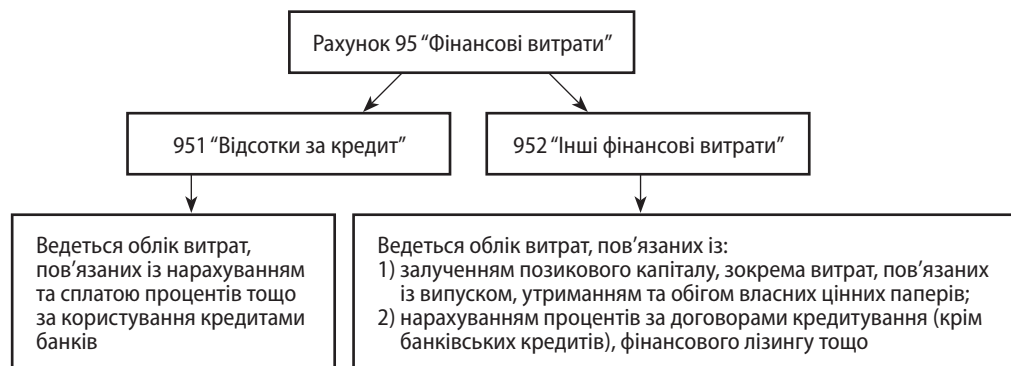 Рахунок 95 “Фінансові витрати”
951 “Відсотки за кредит”
952 “Інші фінансові витрати”
Ведеться облік витрат,
пов’язаних із нарахуванням
та сплатою процентів тощо
за користування кредитами
банків
Ведеться облік витрат, пов’язаних із:
1) залученням позикового капіталу, зокрема витрат, пов’язаних
із випуском, утриманням та обігом власних цінних паперів;
2) нарахуванням процентів за договорами кредитування (крім
банківських кредитів), фінансового лізингу тощо